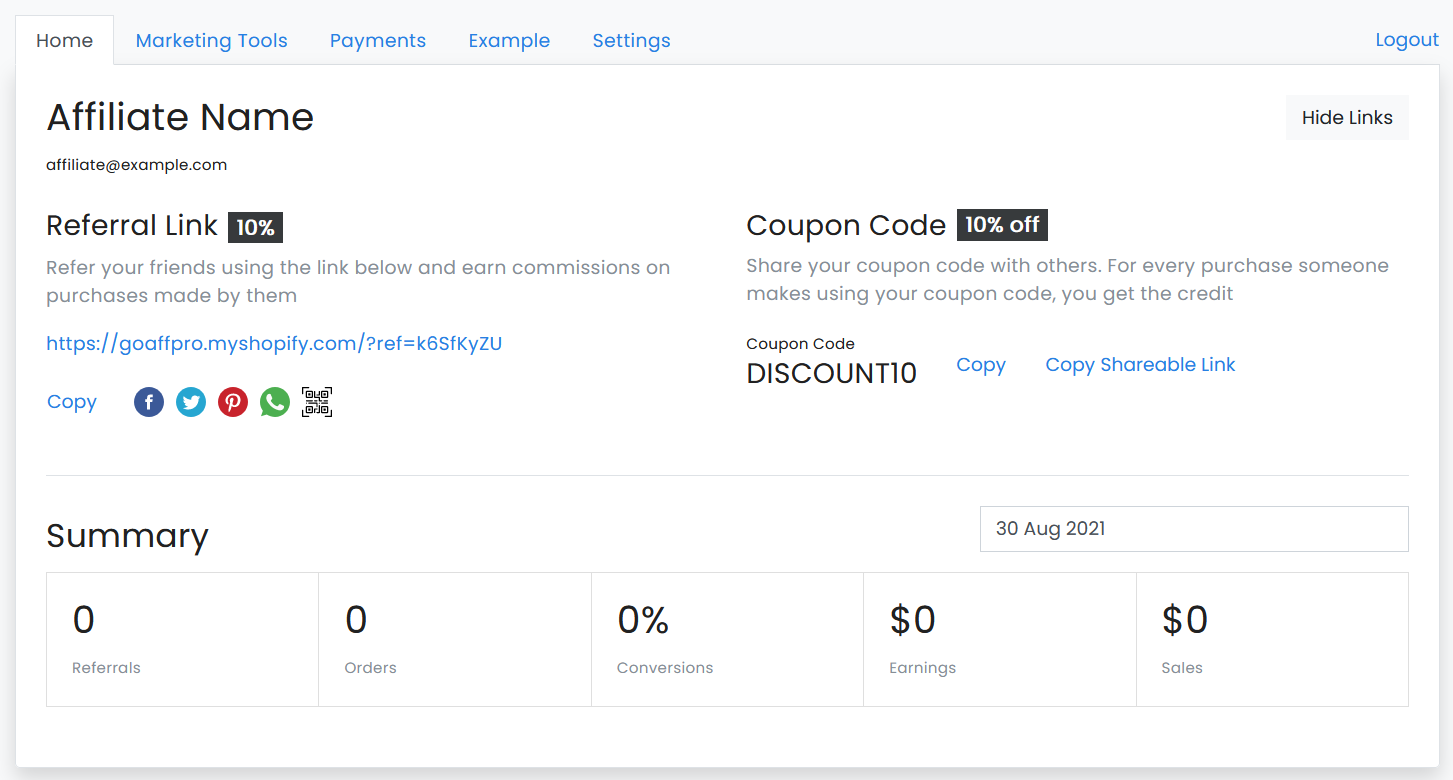 Home Marketing Tools Payments Example Settings Logout
Affiliate Name
Hide Links
affiliate@example.com
Referral Link 10%
Refer your friends using the link below and earn commissions on
purchases made by them
https://goaffpro.myshopify.com/?ref=k6SfKyZU
Copy
Coupon Code 10% off
Share your coupon code with others. For every purchase someone
makes using your coupon code, you get the credit
Coupon Code
DISCOUNT10 Copy Copy Shareable Link
Summary
30 Aug 2021
0 0 0% $0 $0
Referrals Orders Conversions Earnings Sales